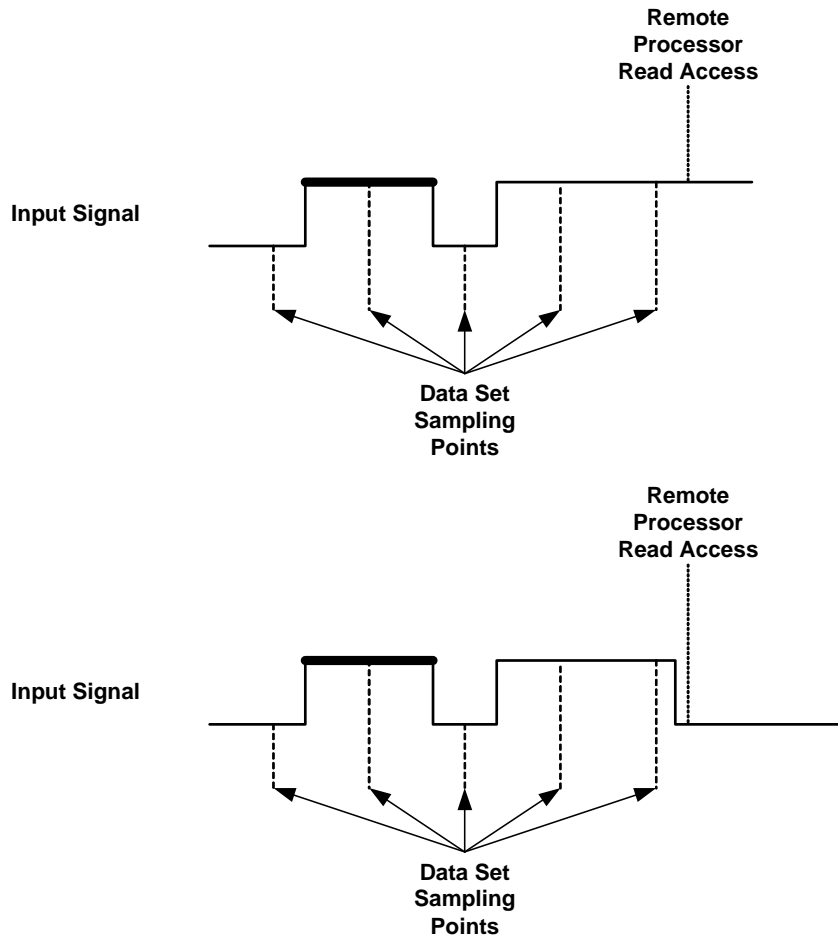 Remote
Processor
Read Access
Input Signal
Data Set
Sampling
Points
Remote
Processor
Read Access
Input Signal
Data Set
Sampling
Points